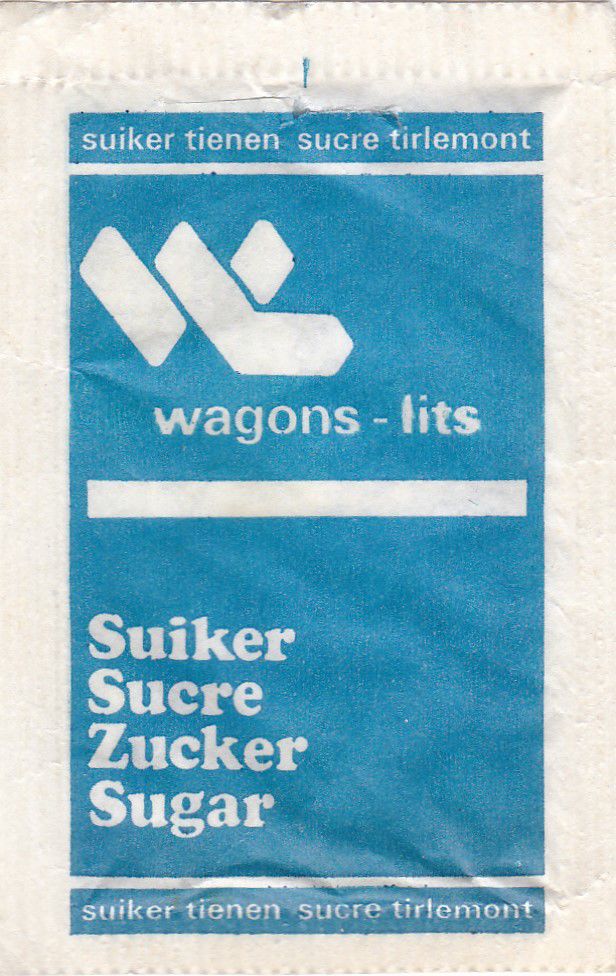 suiker tienen sucre tirlemont
wagons - lits
Suiker
Sucre
Zucker
Sugar
suiker tienen sucre tirlemont